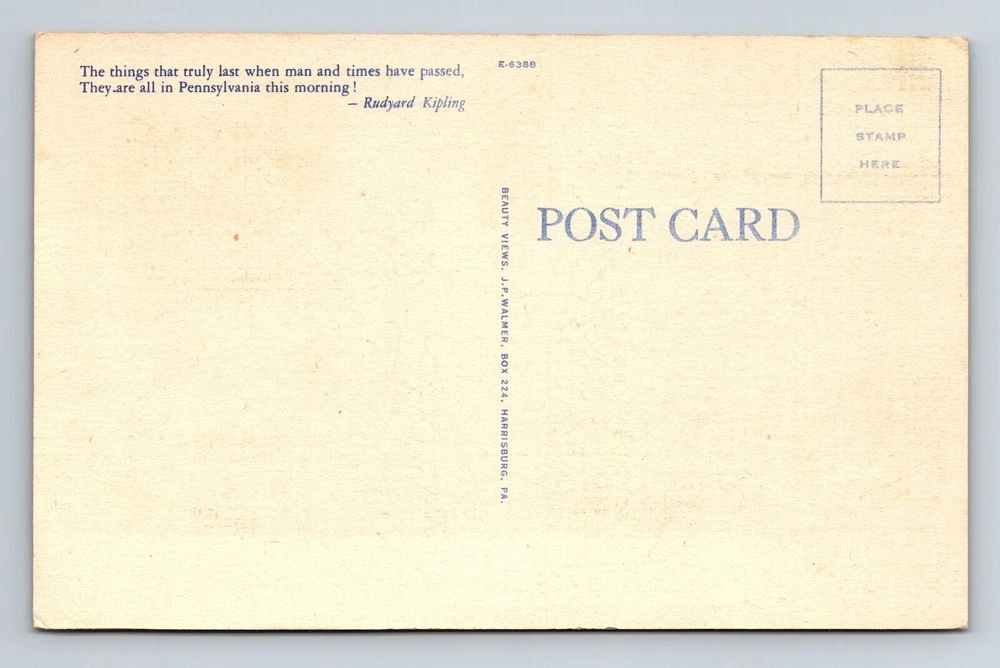 The things that truly last when man and times have passed,
They are all in Pennsylvania this morning!
— Rudyard Kipling
E-6388
PLACE
STAMP
HERE
POST CARD
BEAUTY VIEWS, J.P.WALMER, BOX 224, HARRISBURG, PA.